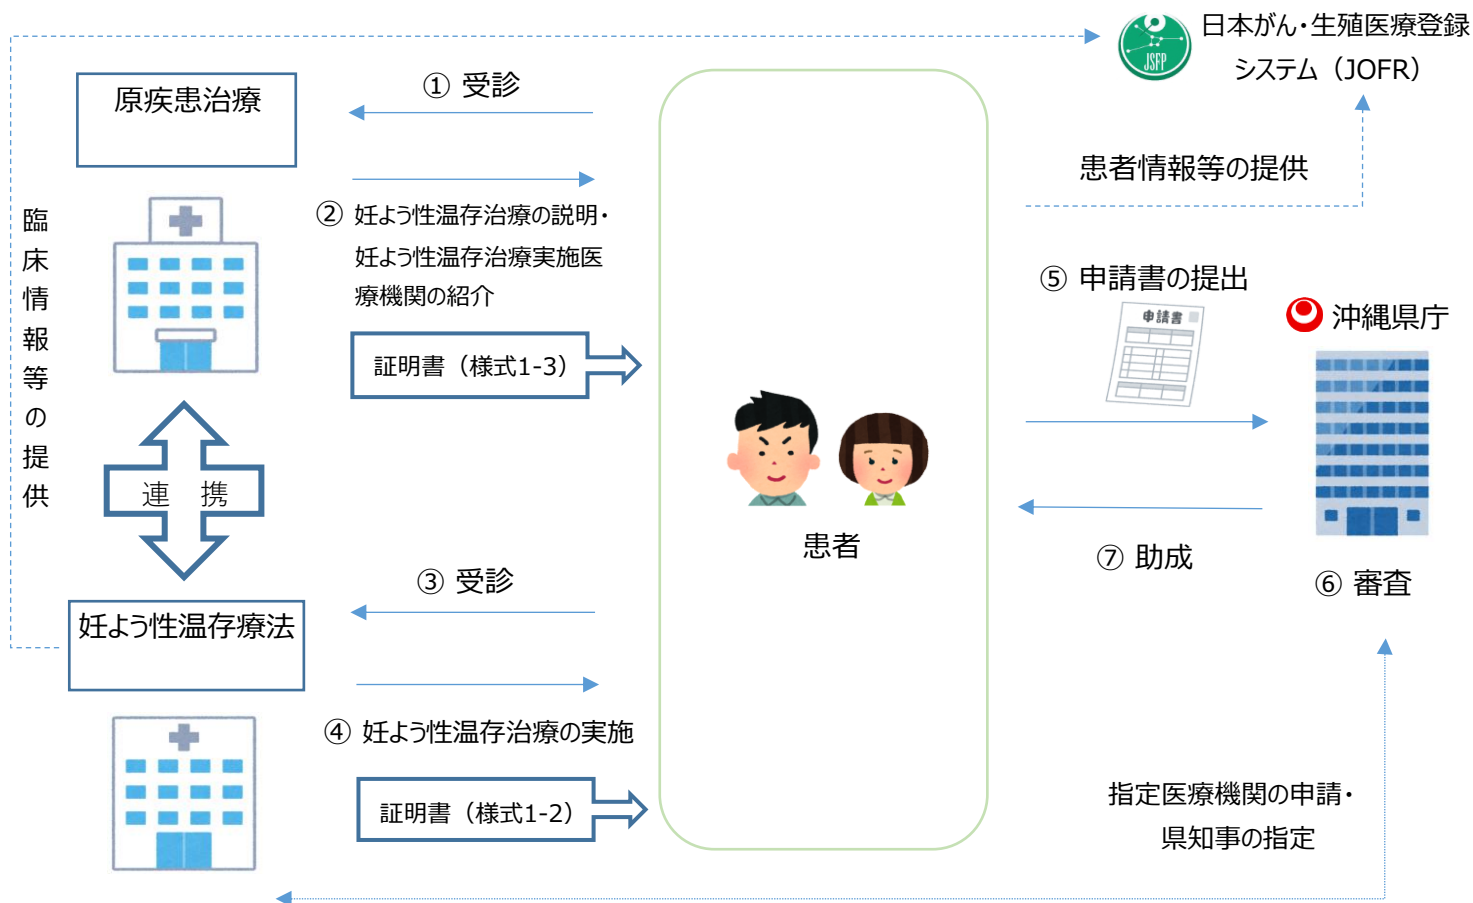 日本がん・生殖医療登録
システム（JOFR）
JSFP
原疾患治療
① 受診
患者情報等の提供
臨床情報等の提供
② 妊よう性温存治療の説明・
妊よう性温存治療実施医
療機関の紹介
⑤ 申請書の提出
申請書
沖縄県庁
証明書（様式1-3）
連　携
患者
⑦ 助成
③ 受診
⑥ 審査
妊よう性温存療法
④ 妊よう性温存治療の実施
証明書（様式1-2）
指定医療機関の申請・
県知事の指定